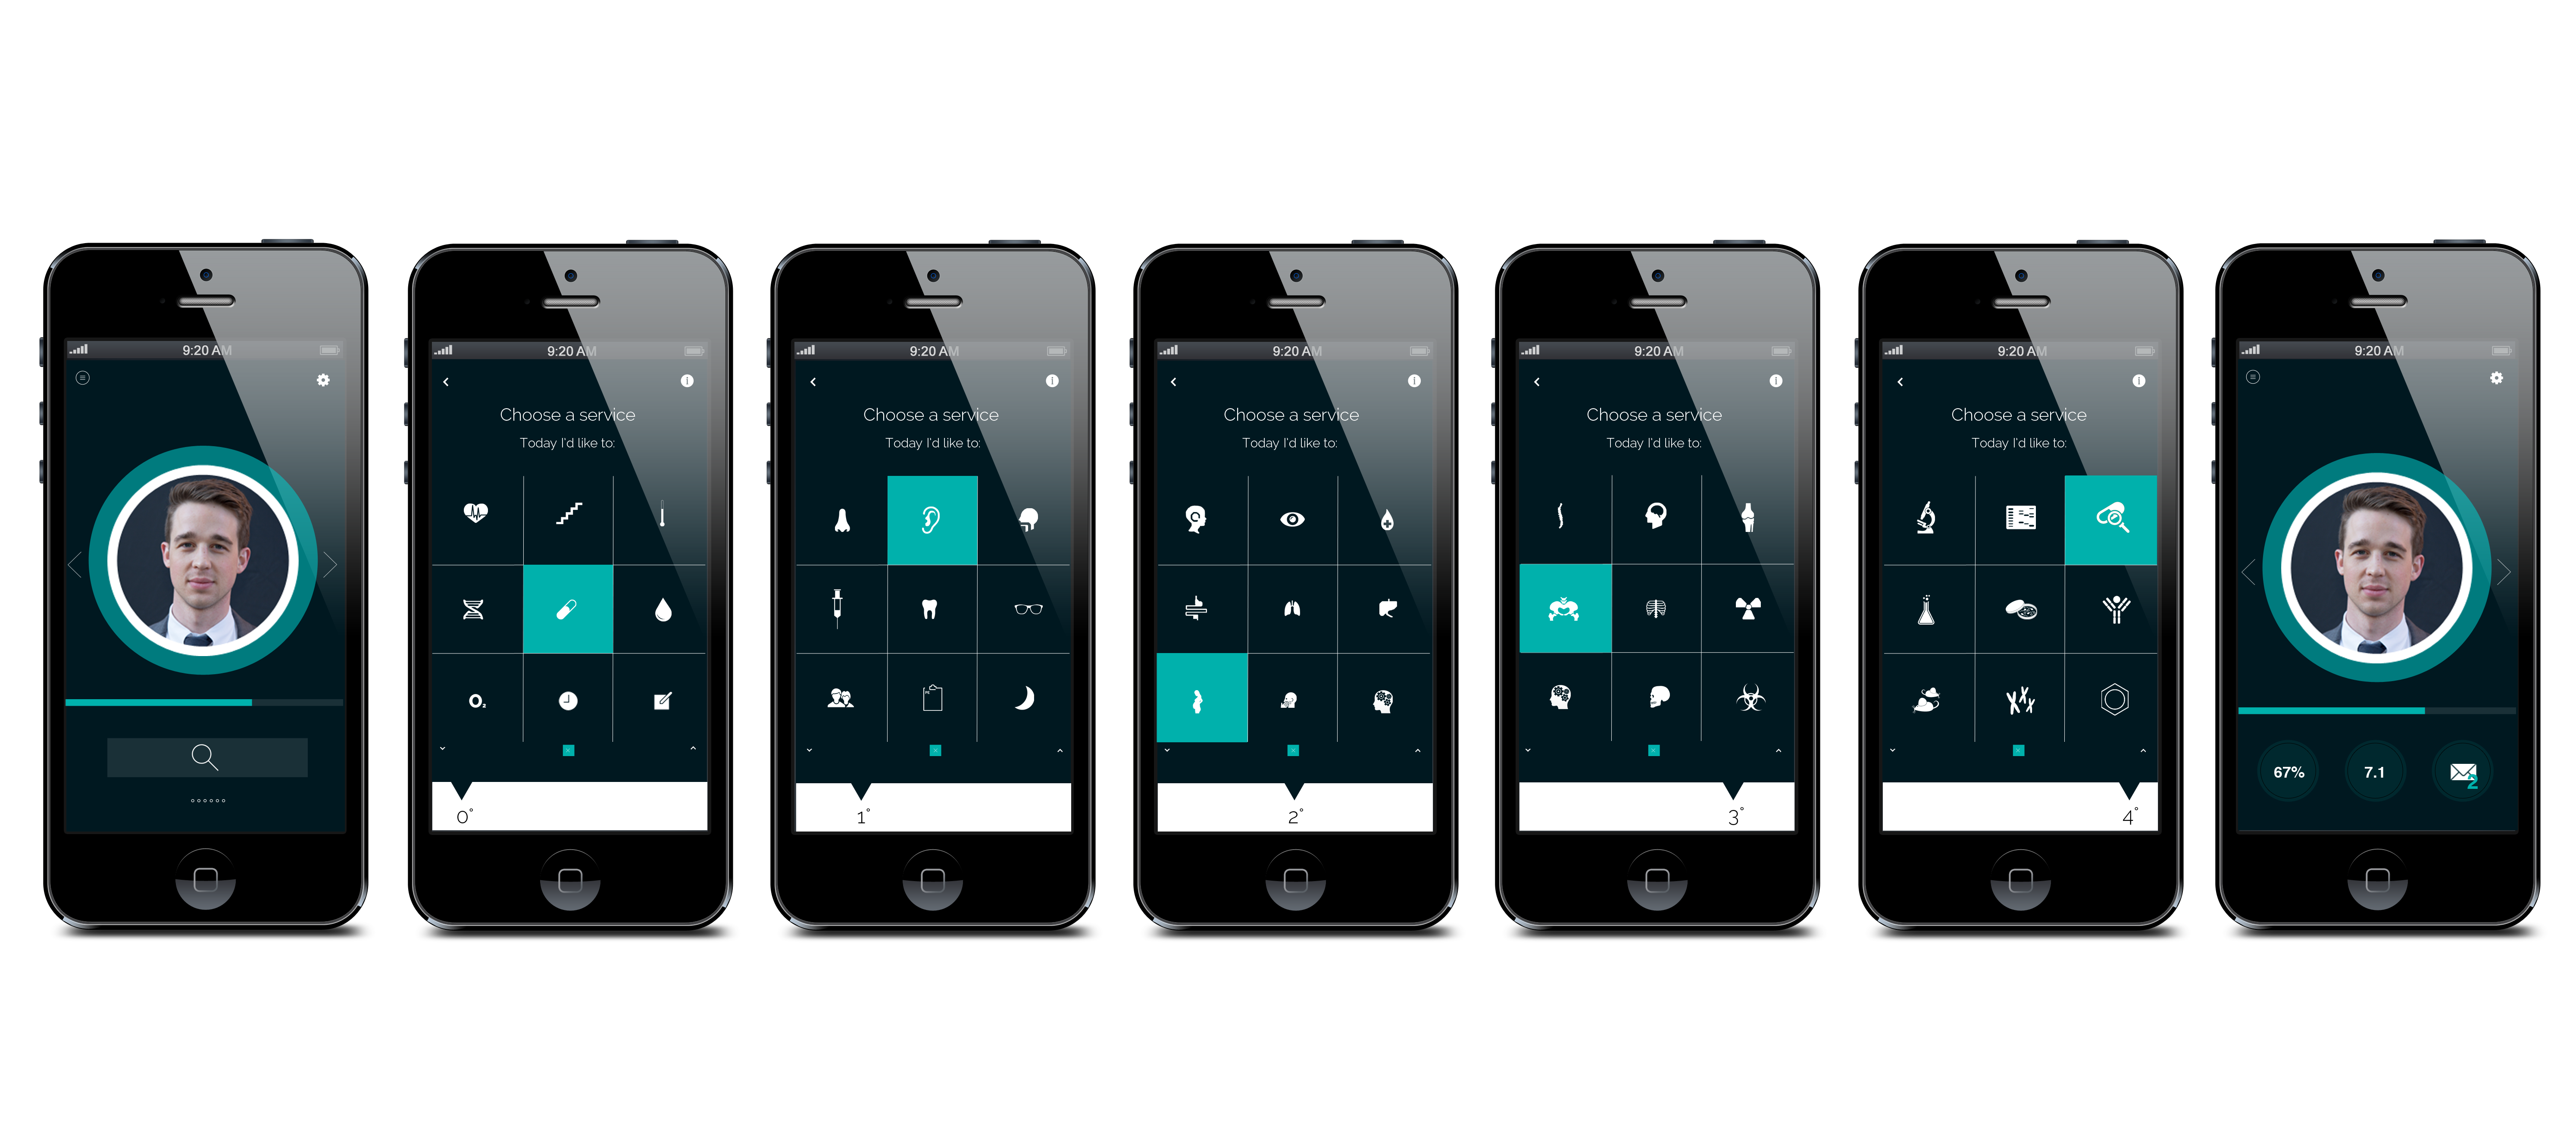 9:20 AM
9:20 AM
Choose a service
Today I'd like to:
O₂
0°
9:20 AM
Choose a service
Today I'd like to:
1°
9:20 AM
Choose a service
Today I'd like to:
2°
9:20 AM
Choose a service
Today I'd like to:
3°
9:20 AM
Choose a service
Today I'd like to:
4°
9:20 AM
67%
7.1
2